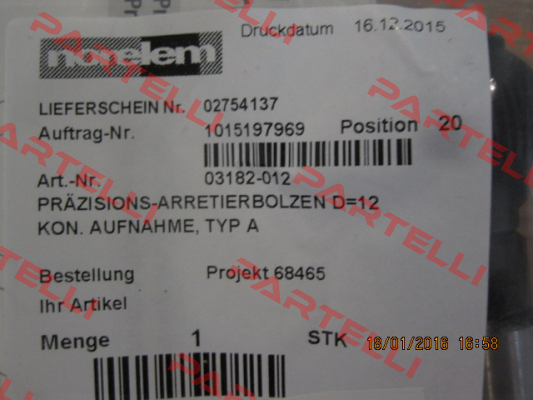 norelem
Druckdatum 16.12.2015
LIEFERSCHEIN Nr. 02754137
Auftrag-Nr. 1015197969 Position 20
Art.-Nr. 03182-012
PRÄZISIONS-ARRETIERBOLZEN D=12
KON. AUFNAHME, TYP A
Bestellung Projekt 68465
Ihr Artikel
Menge 1 STK
18/01/2016 16:58
PARTELLI
PARTELLI
PARTELLI
PARTELLI